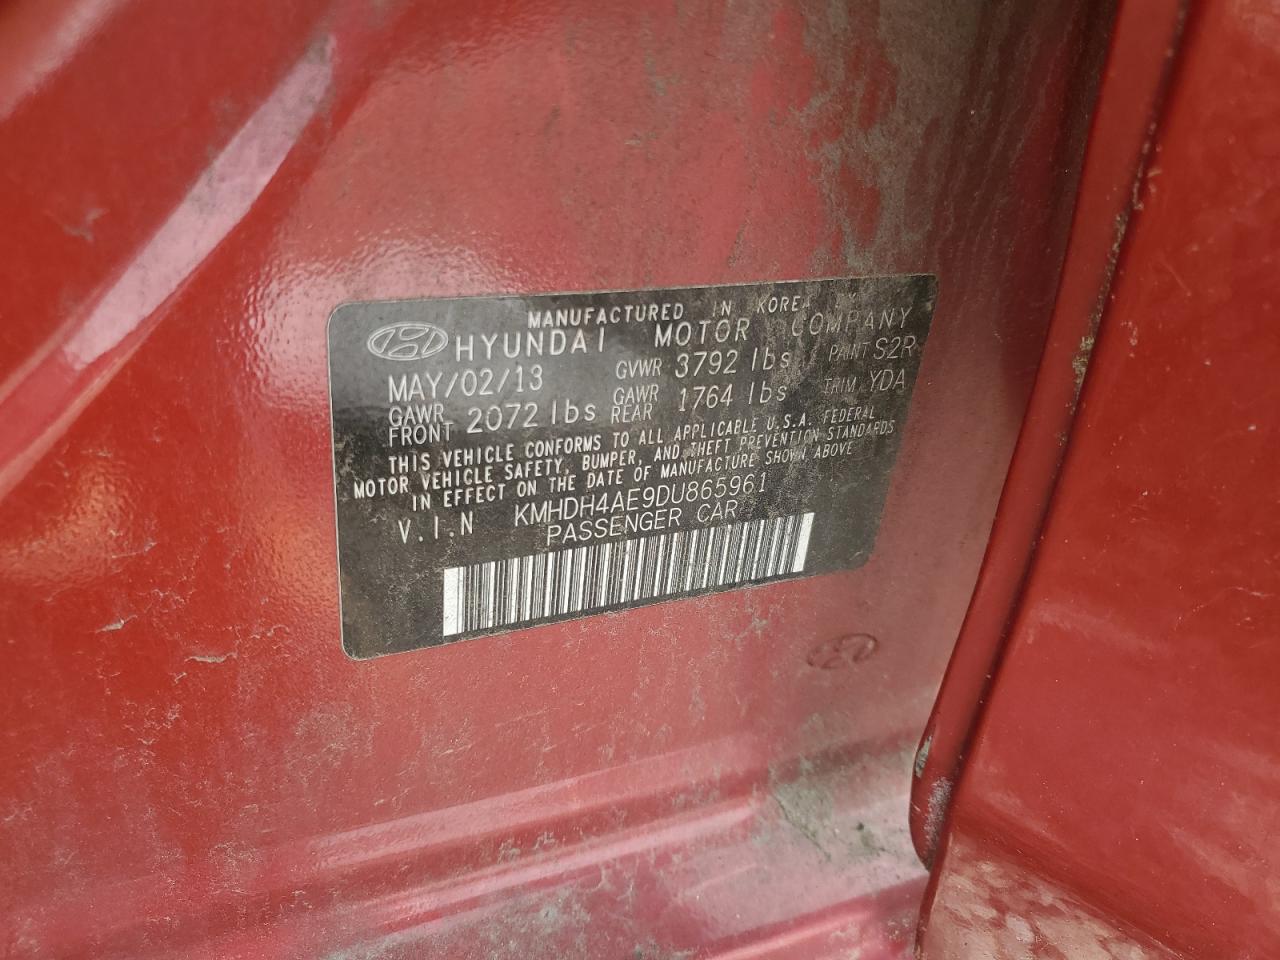 MANUFACTURED IN KOREA BY
HYUNDAI MOTOR COMPANY
MAY/02/13 GVWR 3792 lbs PAINT S2R
GAWR FRONT 2072 lbs GAWR REAR 1764 lbs TRIM YDA
THIS VEHICLE CONFORMS TO ALL APPLICABLE U.S.A. FEDERAL
MOTOR VEHICLE SAFETY, BUMPER, AND THEFT PREVENTION STANDARDS
IN EFFECT ON THE DATE OF MANUFACTURE SHOWN ABOVE
V.I.N KMHDH4AE9DU865961
PASSENGER CAR